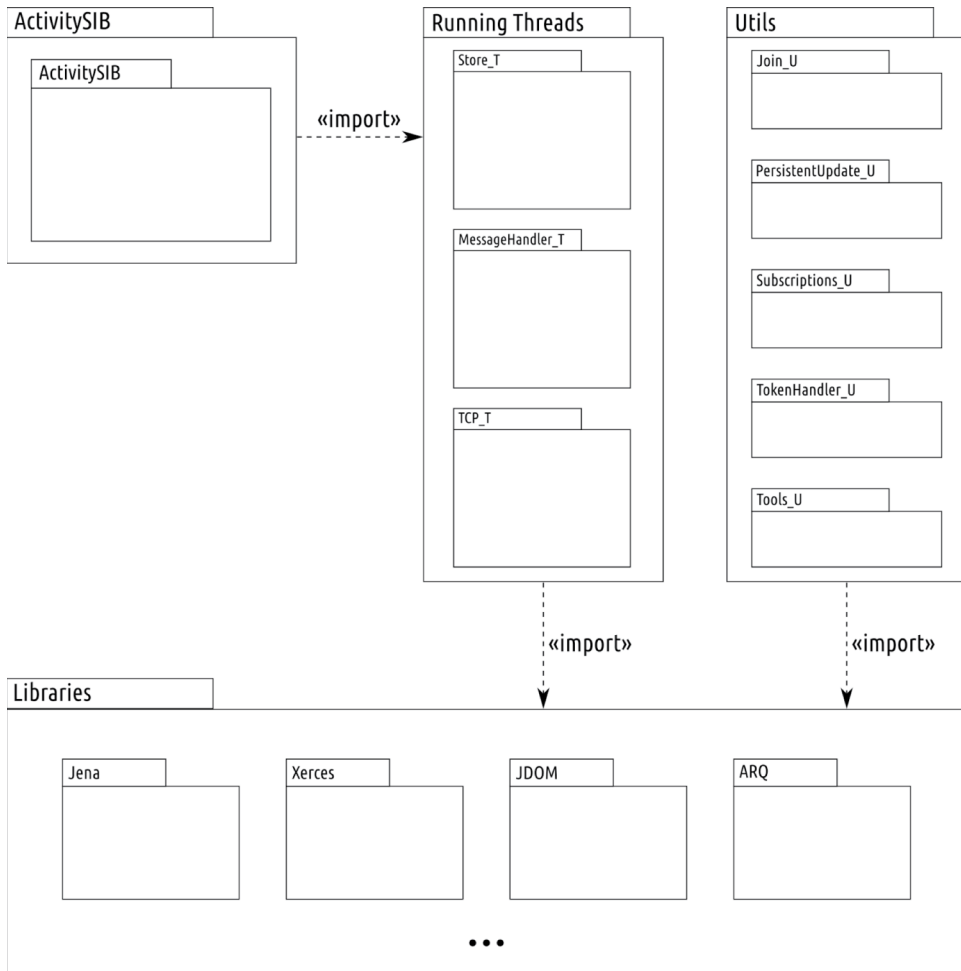 ActivitySIB
ActivitySIB
«import»
Running Threads
Store_T
MessageHandler_T
TCP_T
Utils
Join_U
PersistentUpdate_U
Subscriptions_U
TokenHandler_U
Tools_U
«import»
«import»
Libraries
Jena
Xerces
JDOM
ARQ
...